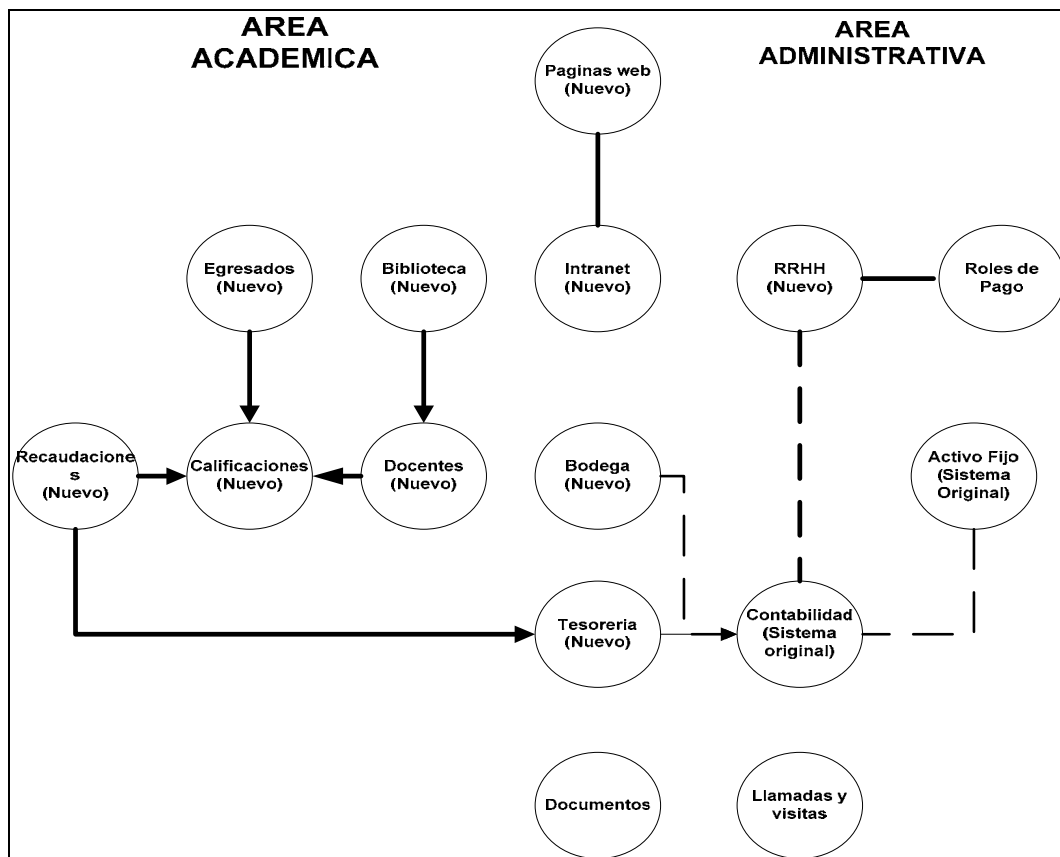 AREA
ACADEMICA
AREA
ADMINISTRATIVA
Paginas web
(Nuevo)
Egresados
(Nuevo)
Biblioteca
(Nuevo)
Intranet
(Nuevo)
RRHH
(Nuevo)
Roles de
Pago
Recaudacione
s
(Nuevo)
Calificaciones
(Nuevo)
Docentes
(Nuevo)
Bodega
(Nuevo)
Activo Fijo
(Sistema
Original)
Tesoreria
(Nuevo)
Contabilidad
(Sistema
original)
Documentos
Llamadas y
visitas